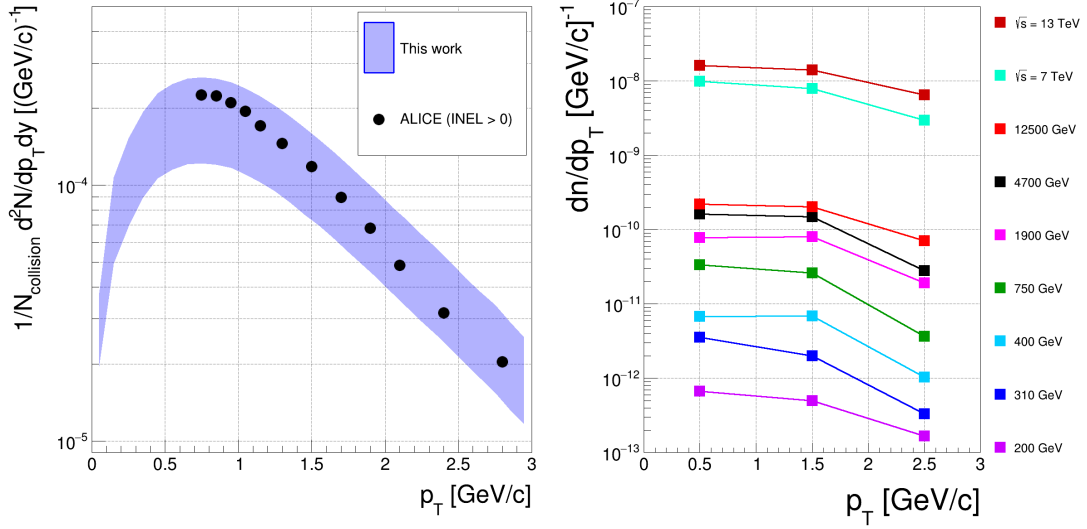 1/N_collision d²N/dp_T dy [(GeV/c)⁻¹]
This work
ALICE (INEL > 0)
10⁻⁴
10⁻⁵
0 0.5 1 1.5 2 2.5 3
p_T [GeV/c]
dn/dp_T [GeV/c]⁻¹
10⁻⁷
10⁻⁸
10⁻⁹
10⁻¹⁰
10⁻¹¹
10⁻¹²
10⁻¹³
0 0.5 1 1.5 2 2.5 3
p_T [GeV/c]
√s = 13 TeV
√s = 7 TeV
12500 GeV
4700 GeV
1900 GeV
750 GeV
400 GeV
310 GeV
200 GeV